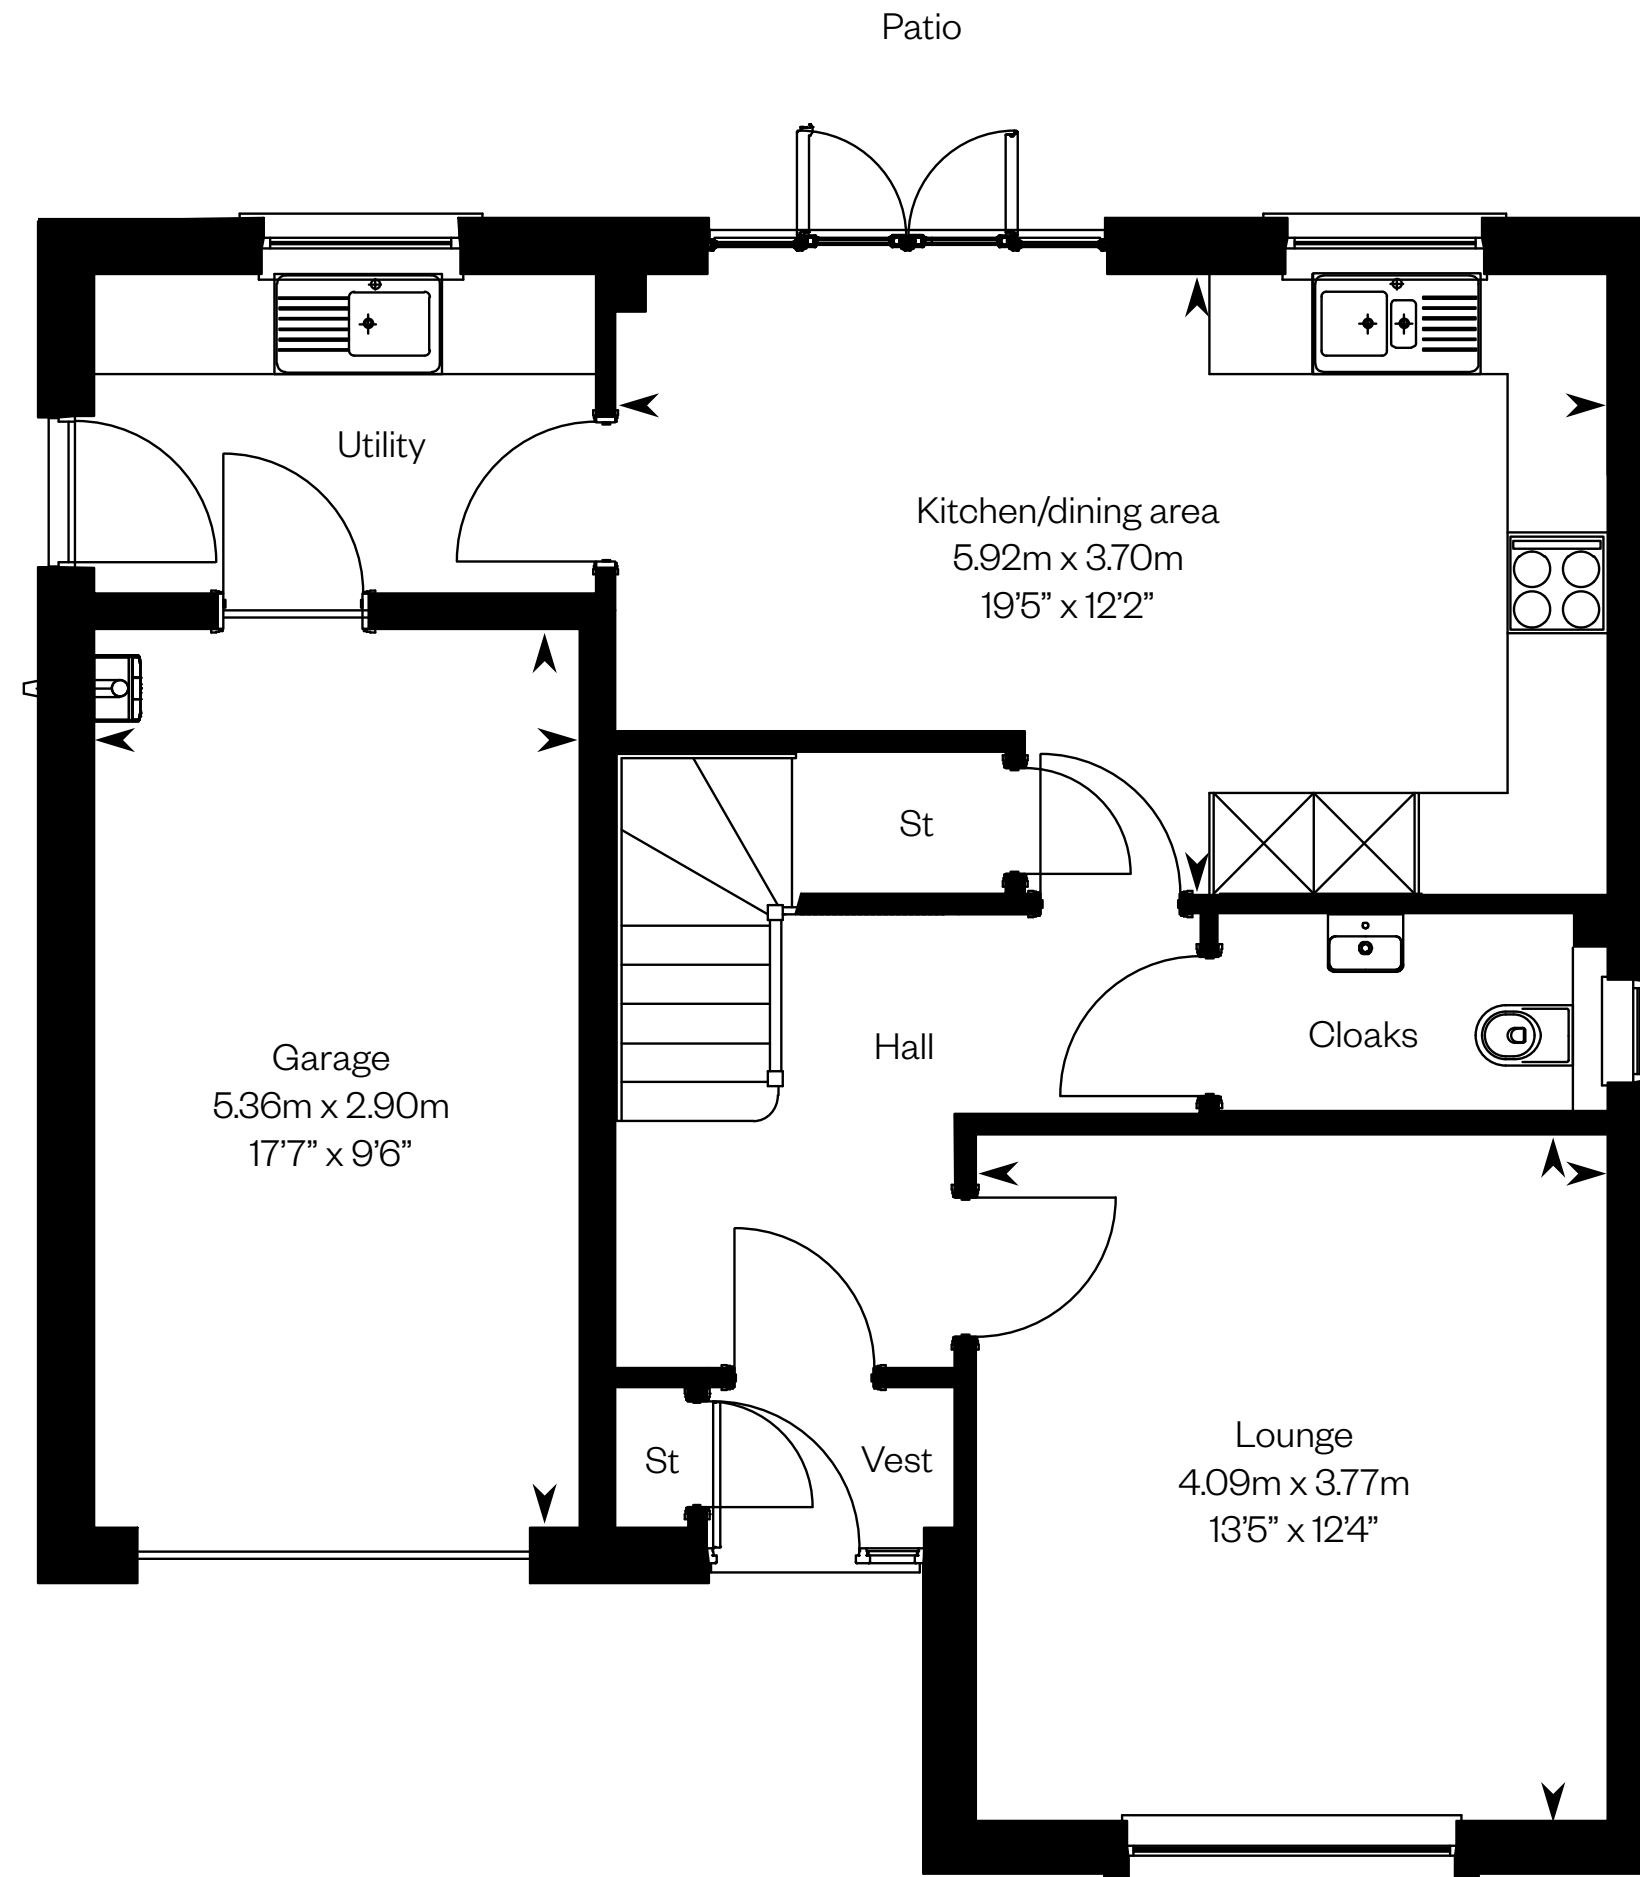 Patio
Utility
Kitchen/dining area
5.92m x 3.70m
19’5” x 12’2”
St
Hall
Cloaks
Garage
5.36m x 2.90m
17’7” x 9’6”
St
Vest
Lounge
4.09m x 3.77m
13’5” x 12’4”